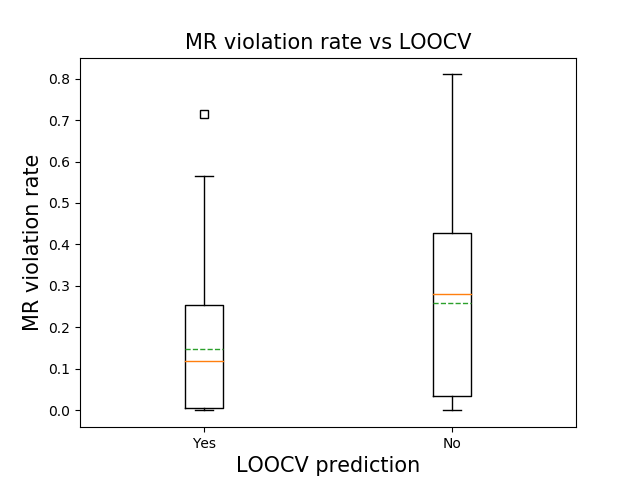 MR violation rate vs LOOCV
MR violation rate
0.8
0.7
0.6
0.5
0.4
0.3
0.2
0.1
0.0
Yes
No
LOOCV prediction